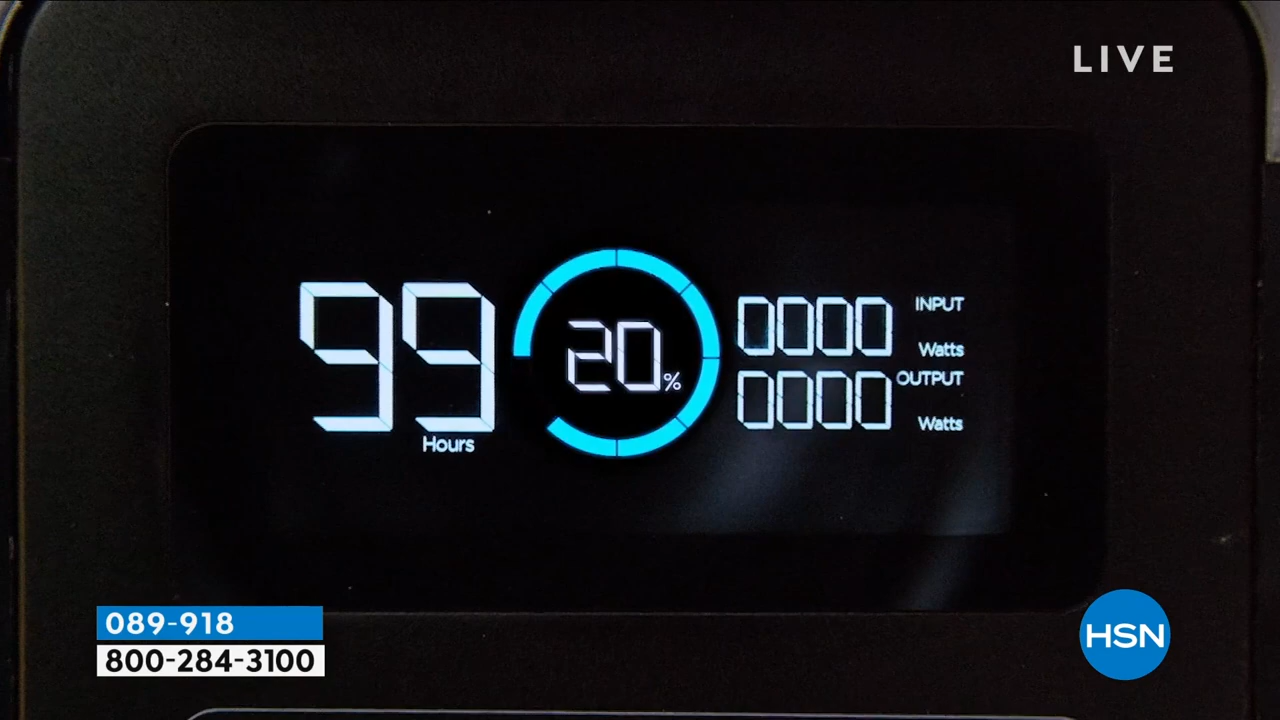 LIVE
99
Hours
20%
0000 INPUT
Watts
0000 OUTPUT
Watts
089-918
800-284-3100
HSN